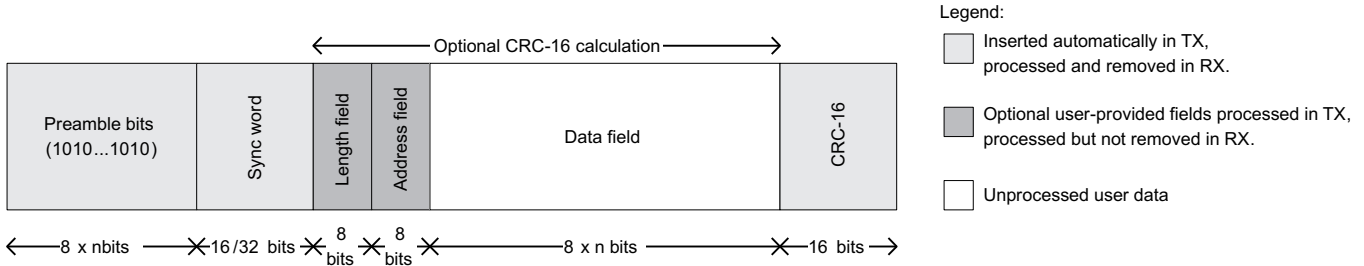 Legend:
Optional CRC-16 calculation
Inserted automatically in TX,
processed and removed in RX.
Preamble bits
(1010...1010)
Sync word
Length field
Address field
Data field
CRC-16
Optional user-provided fields processed in TX,
processed but not removed in RX.
Unprocessed user data
8 x nbits
16/32 bits
8
bits
8
bits
8 x n bits
16 bits